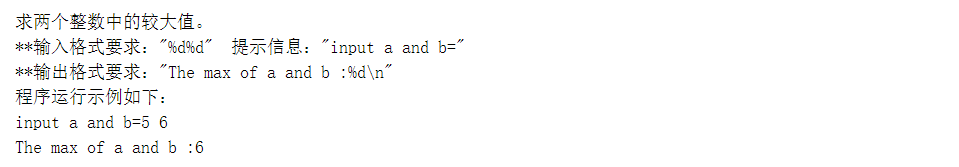 求两个整数中的较大值。
**输入格式要求："%d%d"  提示信息："input a and b="
**输出格式要求："The max of a and b :%d\n"
程序运行示例如下：
input a and b=5 6
The max of a and b :6